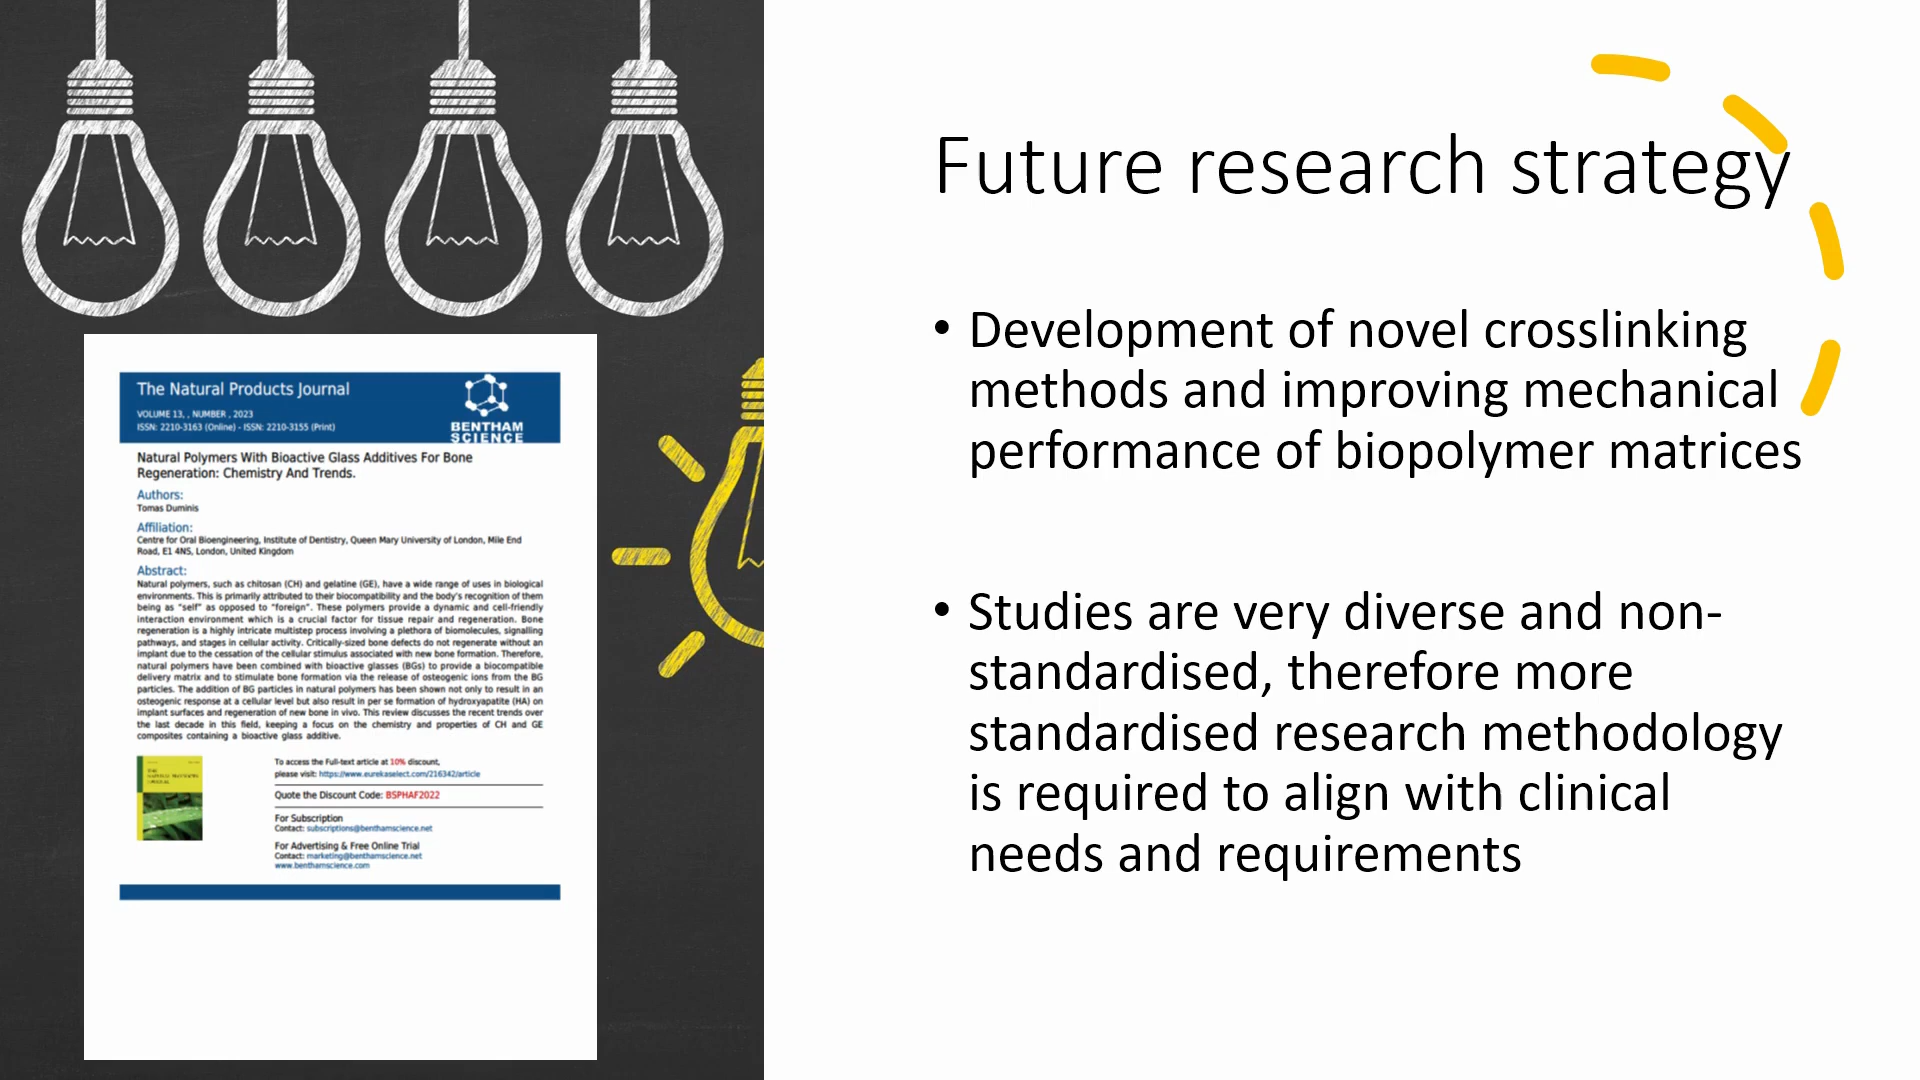 The Natural Products Journal
VOLUME 13, , NUMBER , 2023
ISSN: 2210-3163 (Online) - ISSN: 2210-3155 (Print)
BENTHAM
SCIENCE
Natural Polymers With Bioactive Glass Additives For Bone
Regeneration: Chemistry And Trends.
Authors:
Tomas Duminis
Affiliation:
Centre for Oral Bioengineering, Institute of Dentistry, Queen Mary University of London, Mile End
Road, E1 4NS, London, United Kingdom
Abstract:
Natural polymers, such as chitosan (CH) and gelatine (GE), have a wide range of uses in biological
environments. This is primarily attributed to their biocompatibility and the body's recognition of them
being as "self" as opposed to "foreign". These polymers provide a dynamic and cell-friendly
interaction environment which is a crucial factor for tissue repair and regeneration. Bone
regeneration is a highly intricate multistep process involving a plethora of biomolecules, signalling
pathways, and stages in cellular activity. Critically-sized bone defects do not regenerate without an
implant due to the cessation of the cellular stimulus associated with new bone formation. Therefore,
natural polymers have been combined with bioactive glasses (BGs) to provide a biocompatible
delivery matrix and to stimulate bone formation via the release of osteogenic ions from the BG
particles. The addition of BG particles in natural polymers has been shown not only to result in an
osteogenic response at a cellular level but also result in per se formation of hydroxyapatite (HA) on
implant surfaces and regeneration of new bone in vivo. This review discusses the recent trends over
the last decade in this field, keeping a focus on the chemistry and properties of CH and GE
composites containing a bioactive glass additive.
To access the Full-text article at 10% discount,
please visit: https://www.eurekaselect.com/216342/article
Quote the Discount Code: BSPHAF2022
For Subscription
Contact: subscriptions@benthamscience.net
For Advertising & Free Online Trial
Contact: marketing@benthamscience.net
www.benthamscience.com
Future research strategy
• Development of novel crosslinking
methods and improving mechanical
performance of biopolymer matrices
• Studies are very diverse and non-
standardised, therefore more
standardised research methodology
is required to align with clinical
needs and requirements